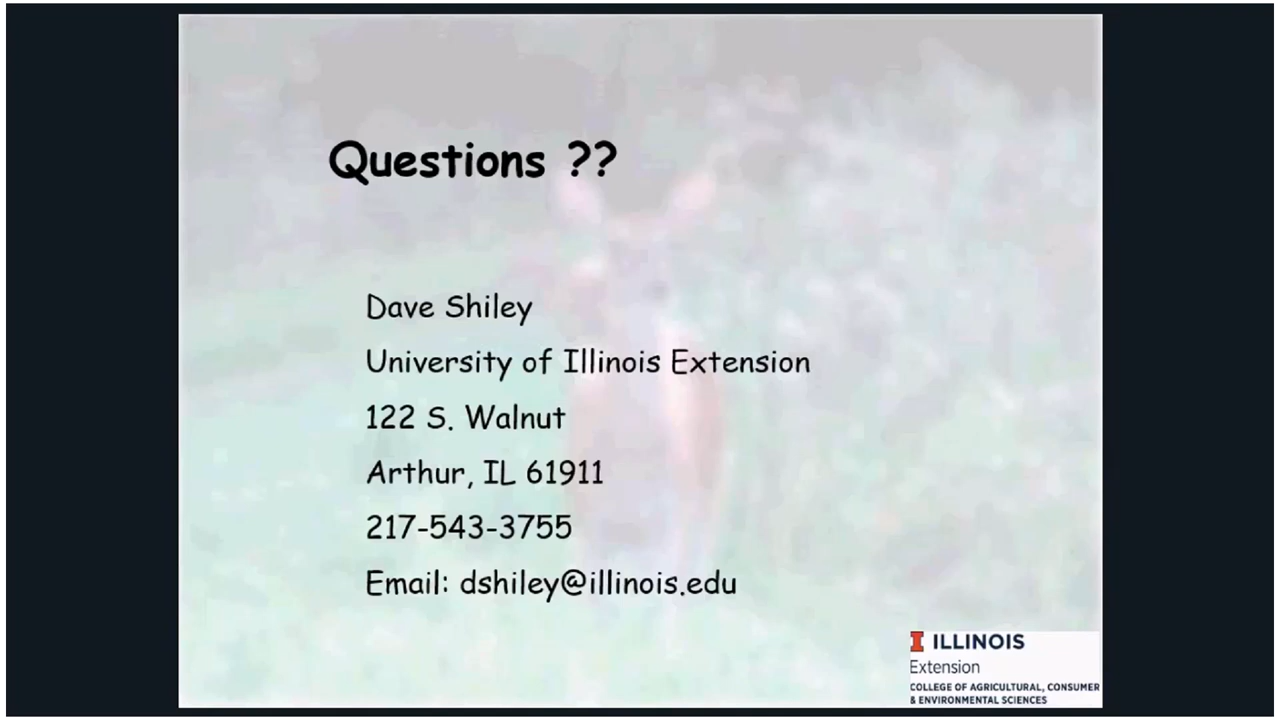 Questions ??
Dave Shiley
University of Illinois Extension
122 S. Walnut
Arthur, IL 61911
217-543-3755
Email: dshiley@illinois.edu
I ILLINOIS
Extension
COLLEGE OF AGRICULTURAL, CONSUMER
& ENVIRONMENTAL SCIENCES